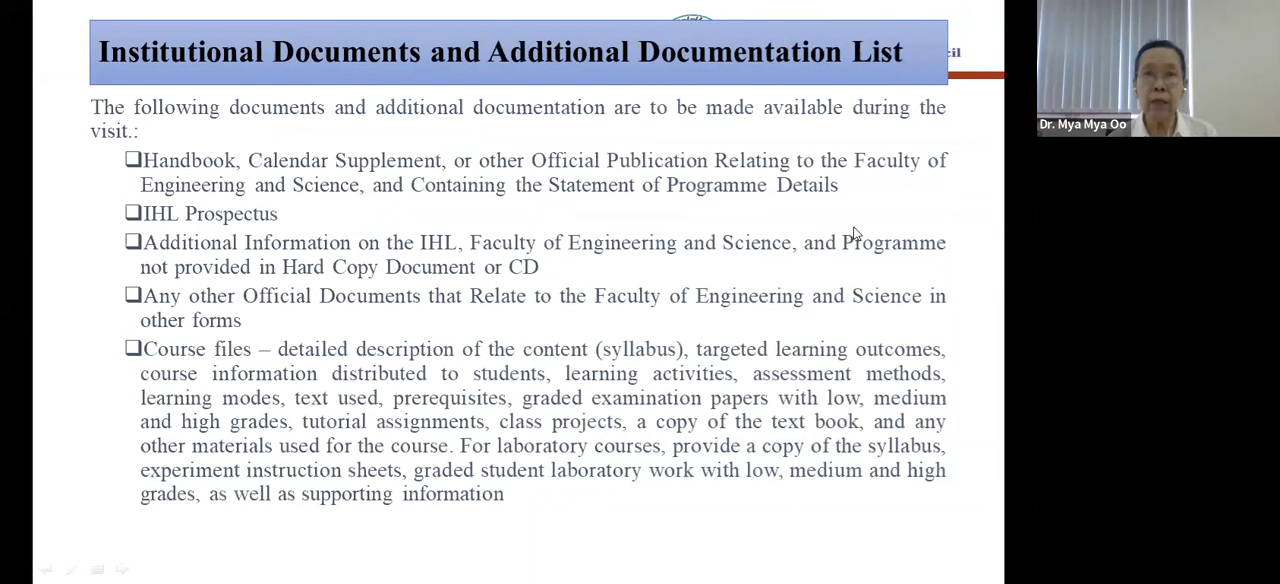 Institutional Documents and Additional Documentation List
cil
The following documents and additional documentation are to be made available during the
visit.:
❑Handbook, Calendar Supplement, or other Official Publication Relating to the Faculty of
Engineering and Science, and Containing the Statement of Programme Details
❑IHL Prospectus
❑Additional Information on the IHL, Faculty of Engineering and Science, and Programme
not provided in Hard Copy Document or CD
❑Any other Official Documents that Relate to the Faculty of Engineering and Science in
other forms
❑Course files – detailed description of the content (syllabus), targeted learning outcomes,
course information distributed to students, learning activities, assessment methods,
learning modes, text used, prerequisites, graded examination papers with low, medium
and high grades, tutorial assignments, class projects, a copy of the text book, and any
other materials used for the course. For laboratory courses, provide a copy of the syllabus,
experiment instruction sheets, graded student laboratory work with low, medium and high
grades, as well as supporting information
Dr. Mya Mya Oo